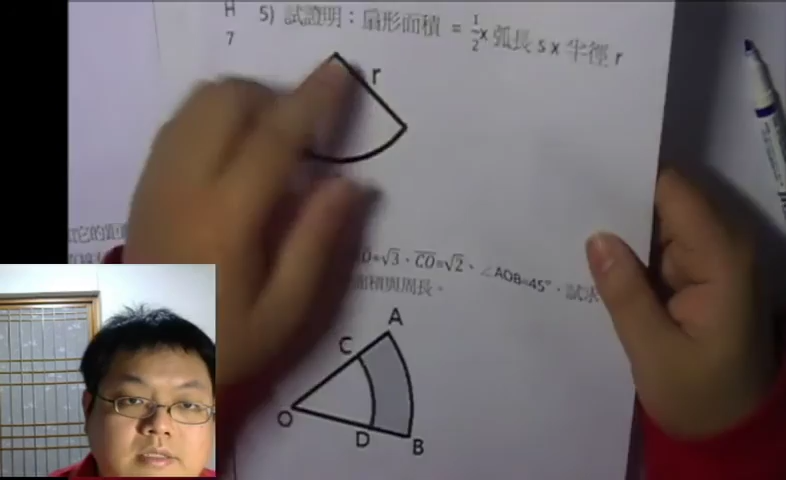 H
5) 試證明：扇形面積 = 1/2 x 弧長 s x 半徑 r
7
r
O=√3、CO=√2、∠AOB=45°，試求
面積與周長。
A
C
O
D
B